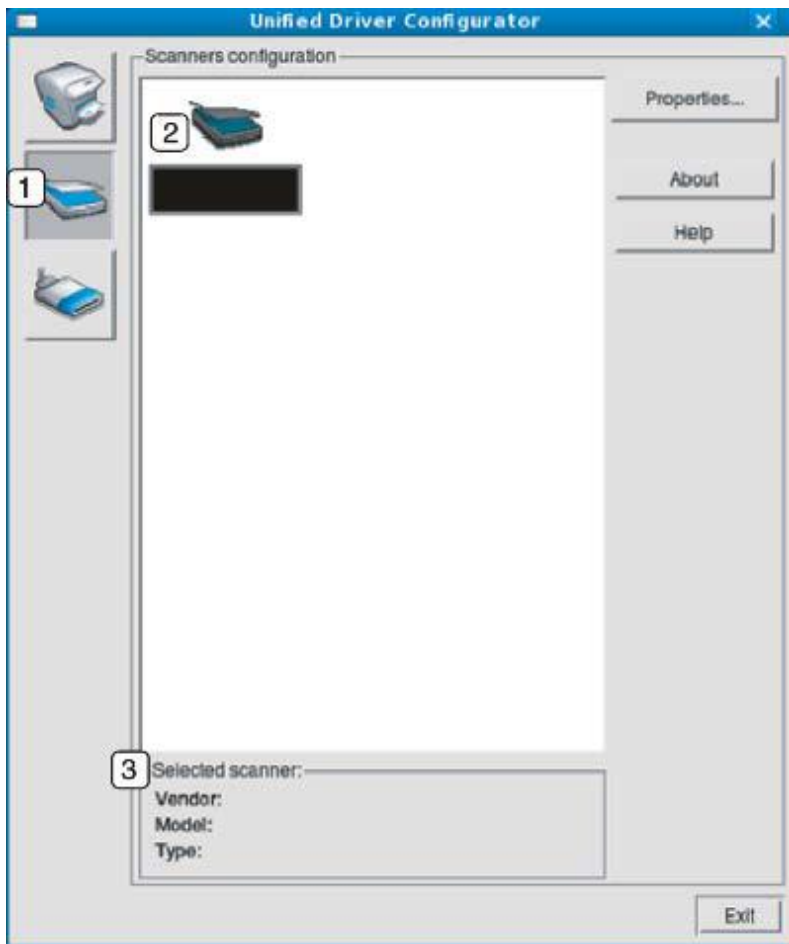 Unified Driver Configurator
Scanners configuration
Properties...
2
1
About
Help
3
Selected scanner:
Vendor:
Model:
Type:
Exit